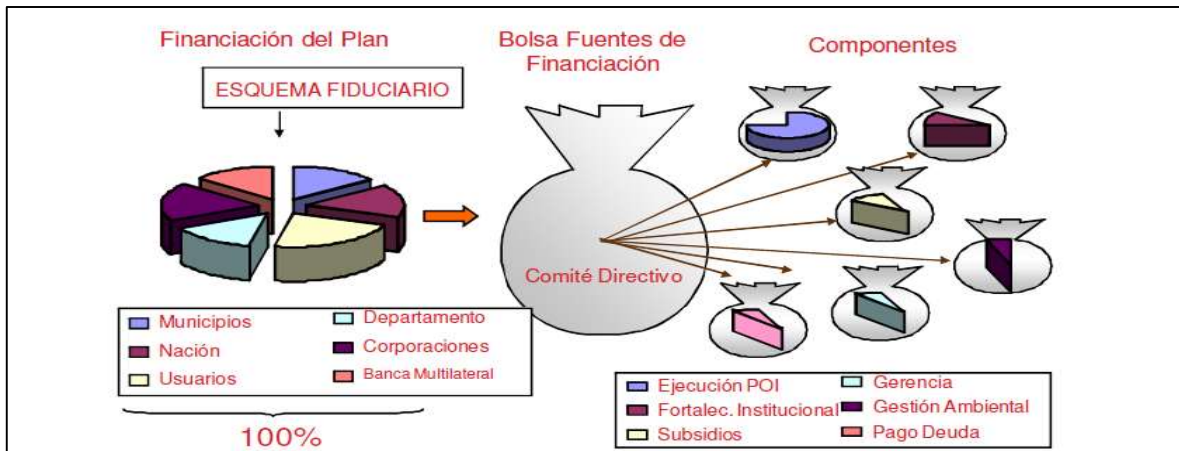 Financiación del Plan
Bolsa Fuentes de
Financiación
Componentes
ESQUEMA FIDUCIARIO
Comité Directivo
Municipios
Departamento
Nación
Corporaciones
Usuarios
Banca Multilateral
100%
Ejecución POI
Gerencia
Fortalec. Institucional
Gestión Ambiental
Subsidios
Pago Deuda